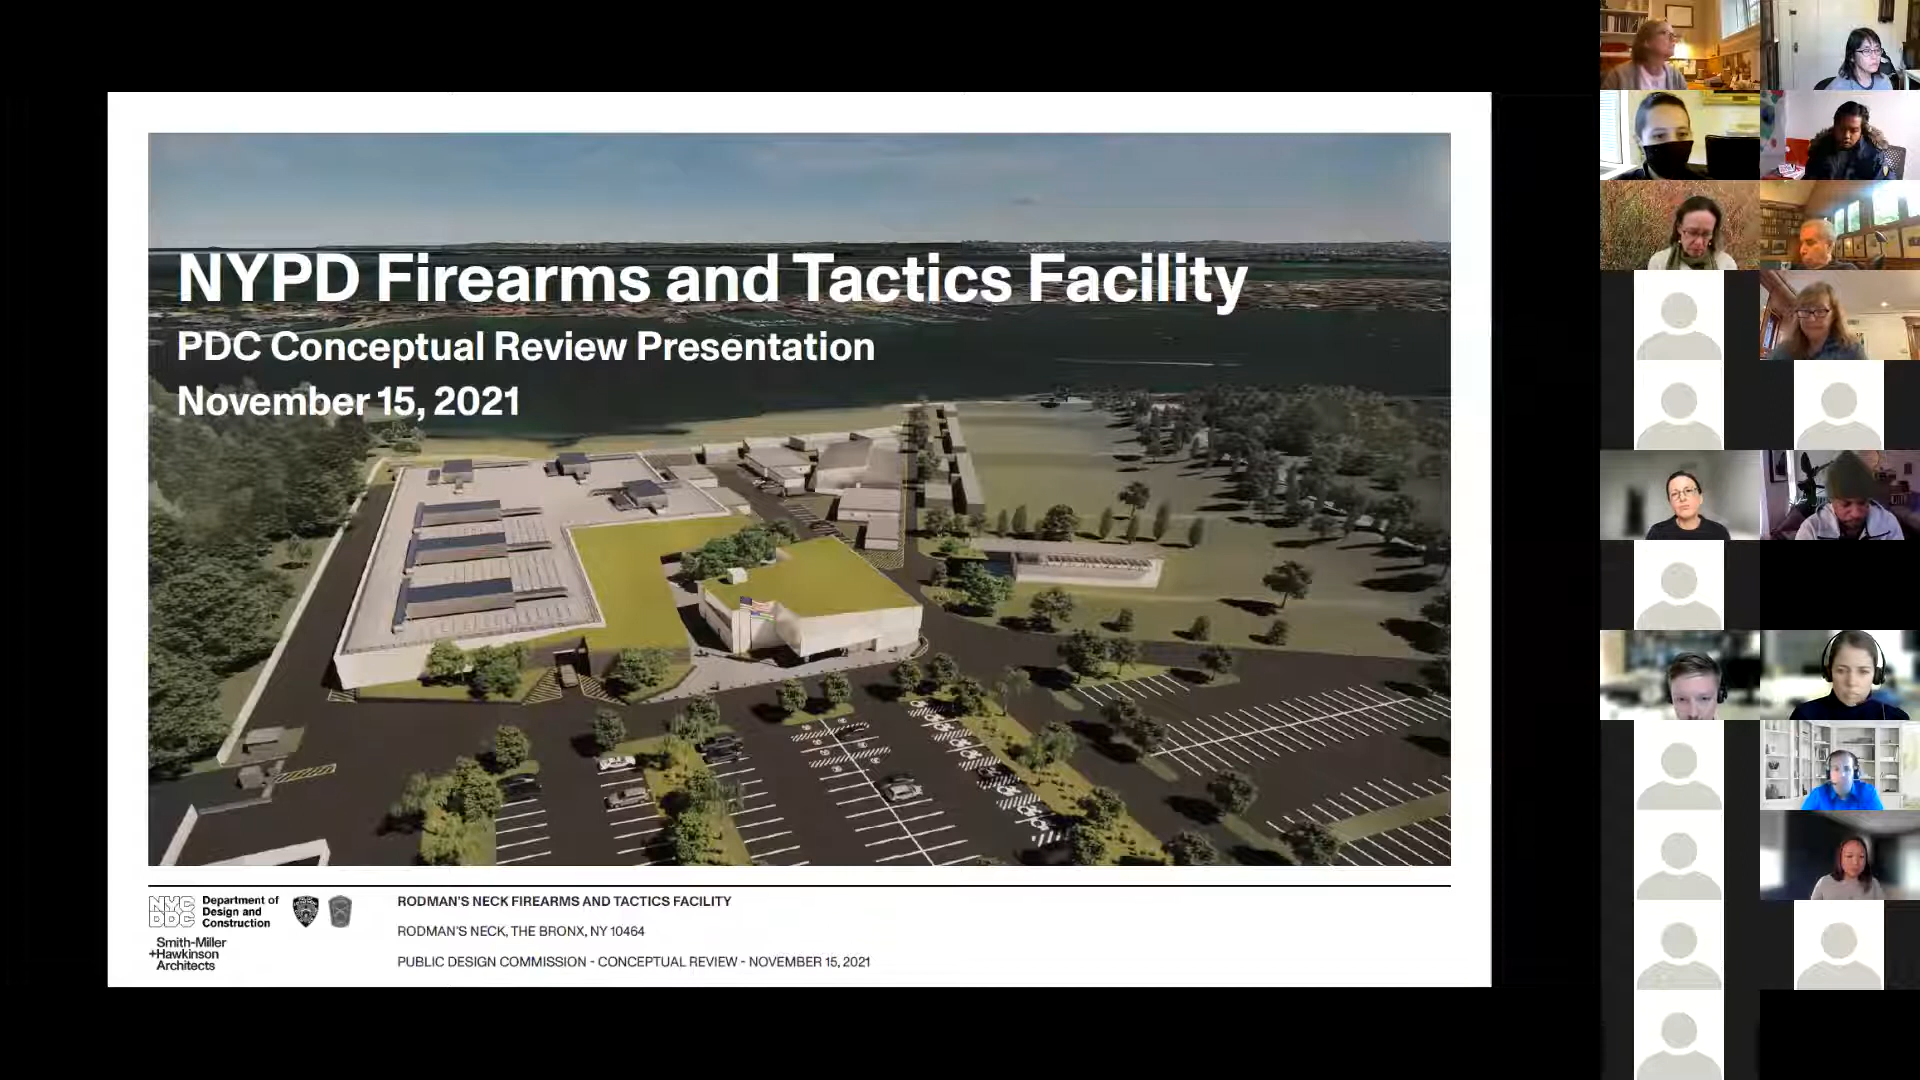 NYPD Firearms and Tactics Facility
PDC Conceptual Review Presentation
November 15, 2021
NYC
DDC
Department of
Design and
Construction
Smith-Miller
+Hawkinson
Architects
RODMAN'S NECK FIREARMS AND TACTICS FACILITY
RODMAN'S NECK, THE BRONX, NY 10464
PUBLIC DESIGN COMMISSION - CONCEPTUAL REVIEW - NOVEMBER 15, 2021